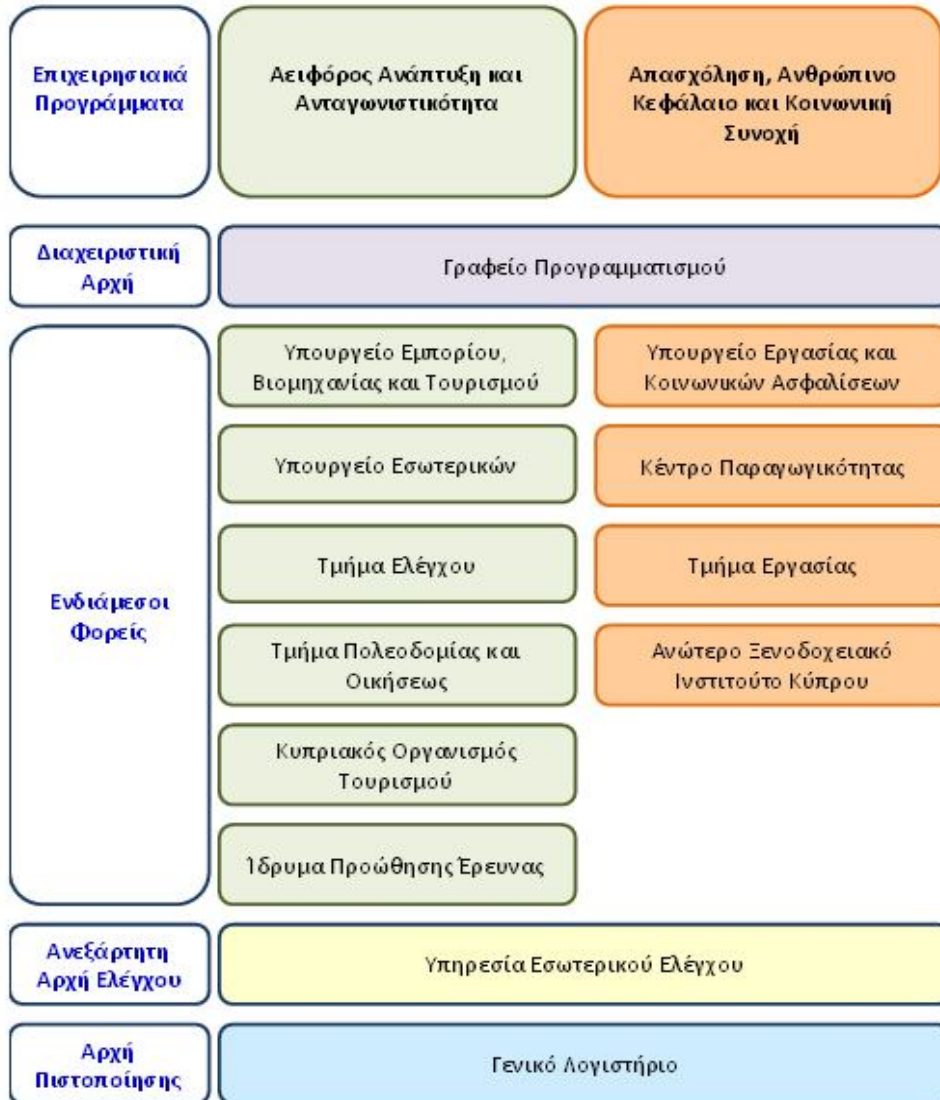 Επιχειρησιακά
Προγράμματα
Αειφόρος Ανάπτυξη και
Ανταγωνιστικότητα
Απασχόληση, Ανθρώπινο
Κεφάλαιο και Κοινωνική
Συνοχή
Διαχειριστική
Αρχή
Γραφείο Προγραμματισμού
Ενδιάμεσοι
Φορείς
Υπουργείο Εμπορίου,
Βιομηχανίας και Τουρισμού
Υπουργείο Εργασίας και
Κοινωνικών Ασφαλίσεων
Υπουργείο Εσωτερικών
Κέντρο Παραγωγικότητας
Τμήμα Ελέγχου
Τμήμα Εργασίας
Τμήμα Πολεοδομίας και
Οικήσεως
Ανώτερο Ξενοδοχειακό
Ινστιτούτο Κύπρου
Κυπριακός Οργανισμός
Τουρισμού
Ίδρυμα Προώθησης Έρευνας
Ανεξάρτητη
Αρχή Ελέγχου
Υπηρεσία Εσωτερικού Ελέγχου
Αρχή
Πιστοποίησης
Γενικό Λογιστήριο